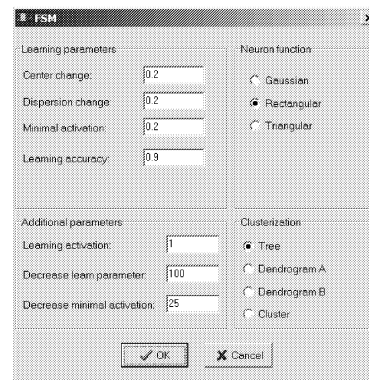 FSM
Learning parameters
Center change: 0.2
Dispersion change: 0.2
Minimal activation: 0.2
Learning accuracy: 0.9
Neuron function
Gaussian
Rectangular
Triangular
Additional parameters
Learning activation: 1
Decrease learn parameter: 100
Decrease minimal activation: 25
Clusterization
Tree
Dendrogram A
Dendrogram B
Cluster
OK
Cancel